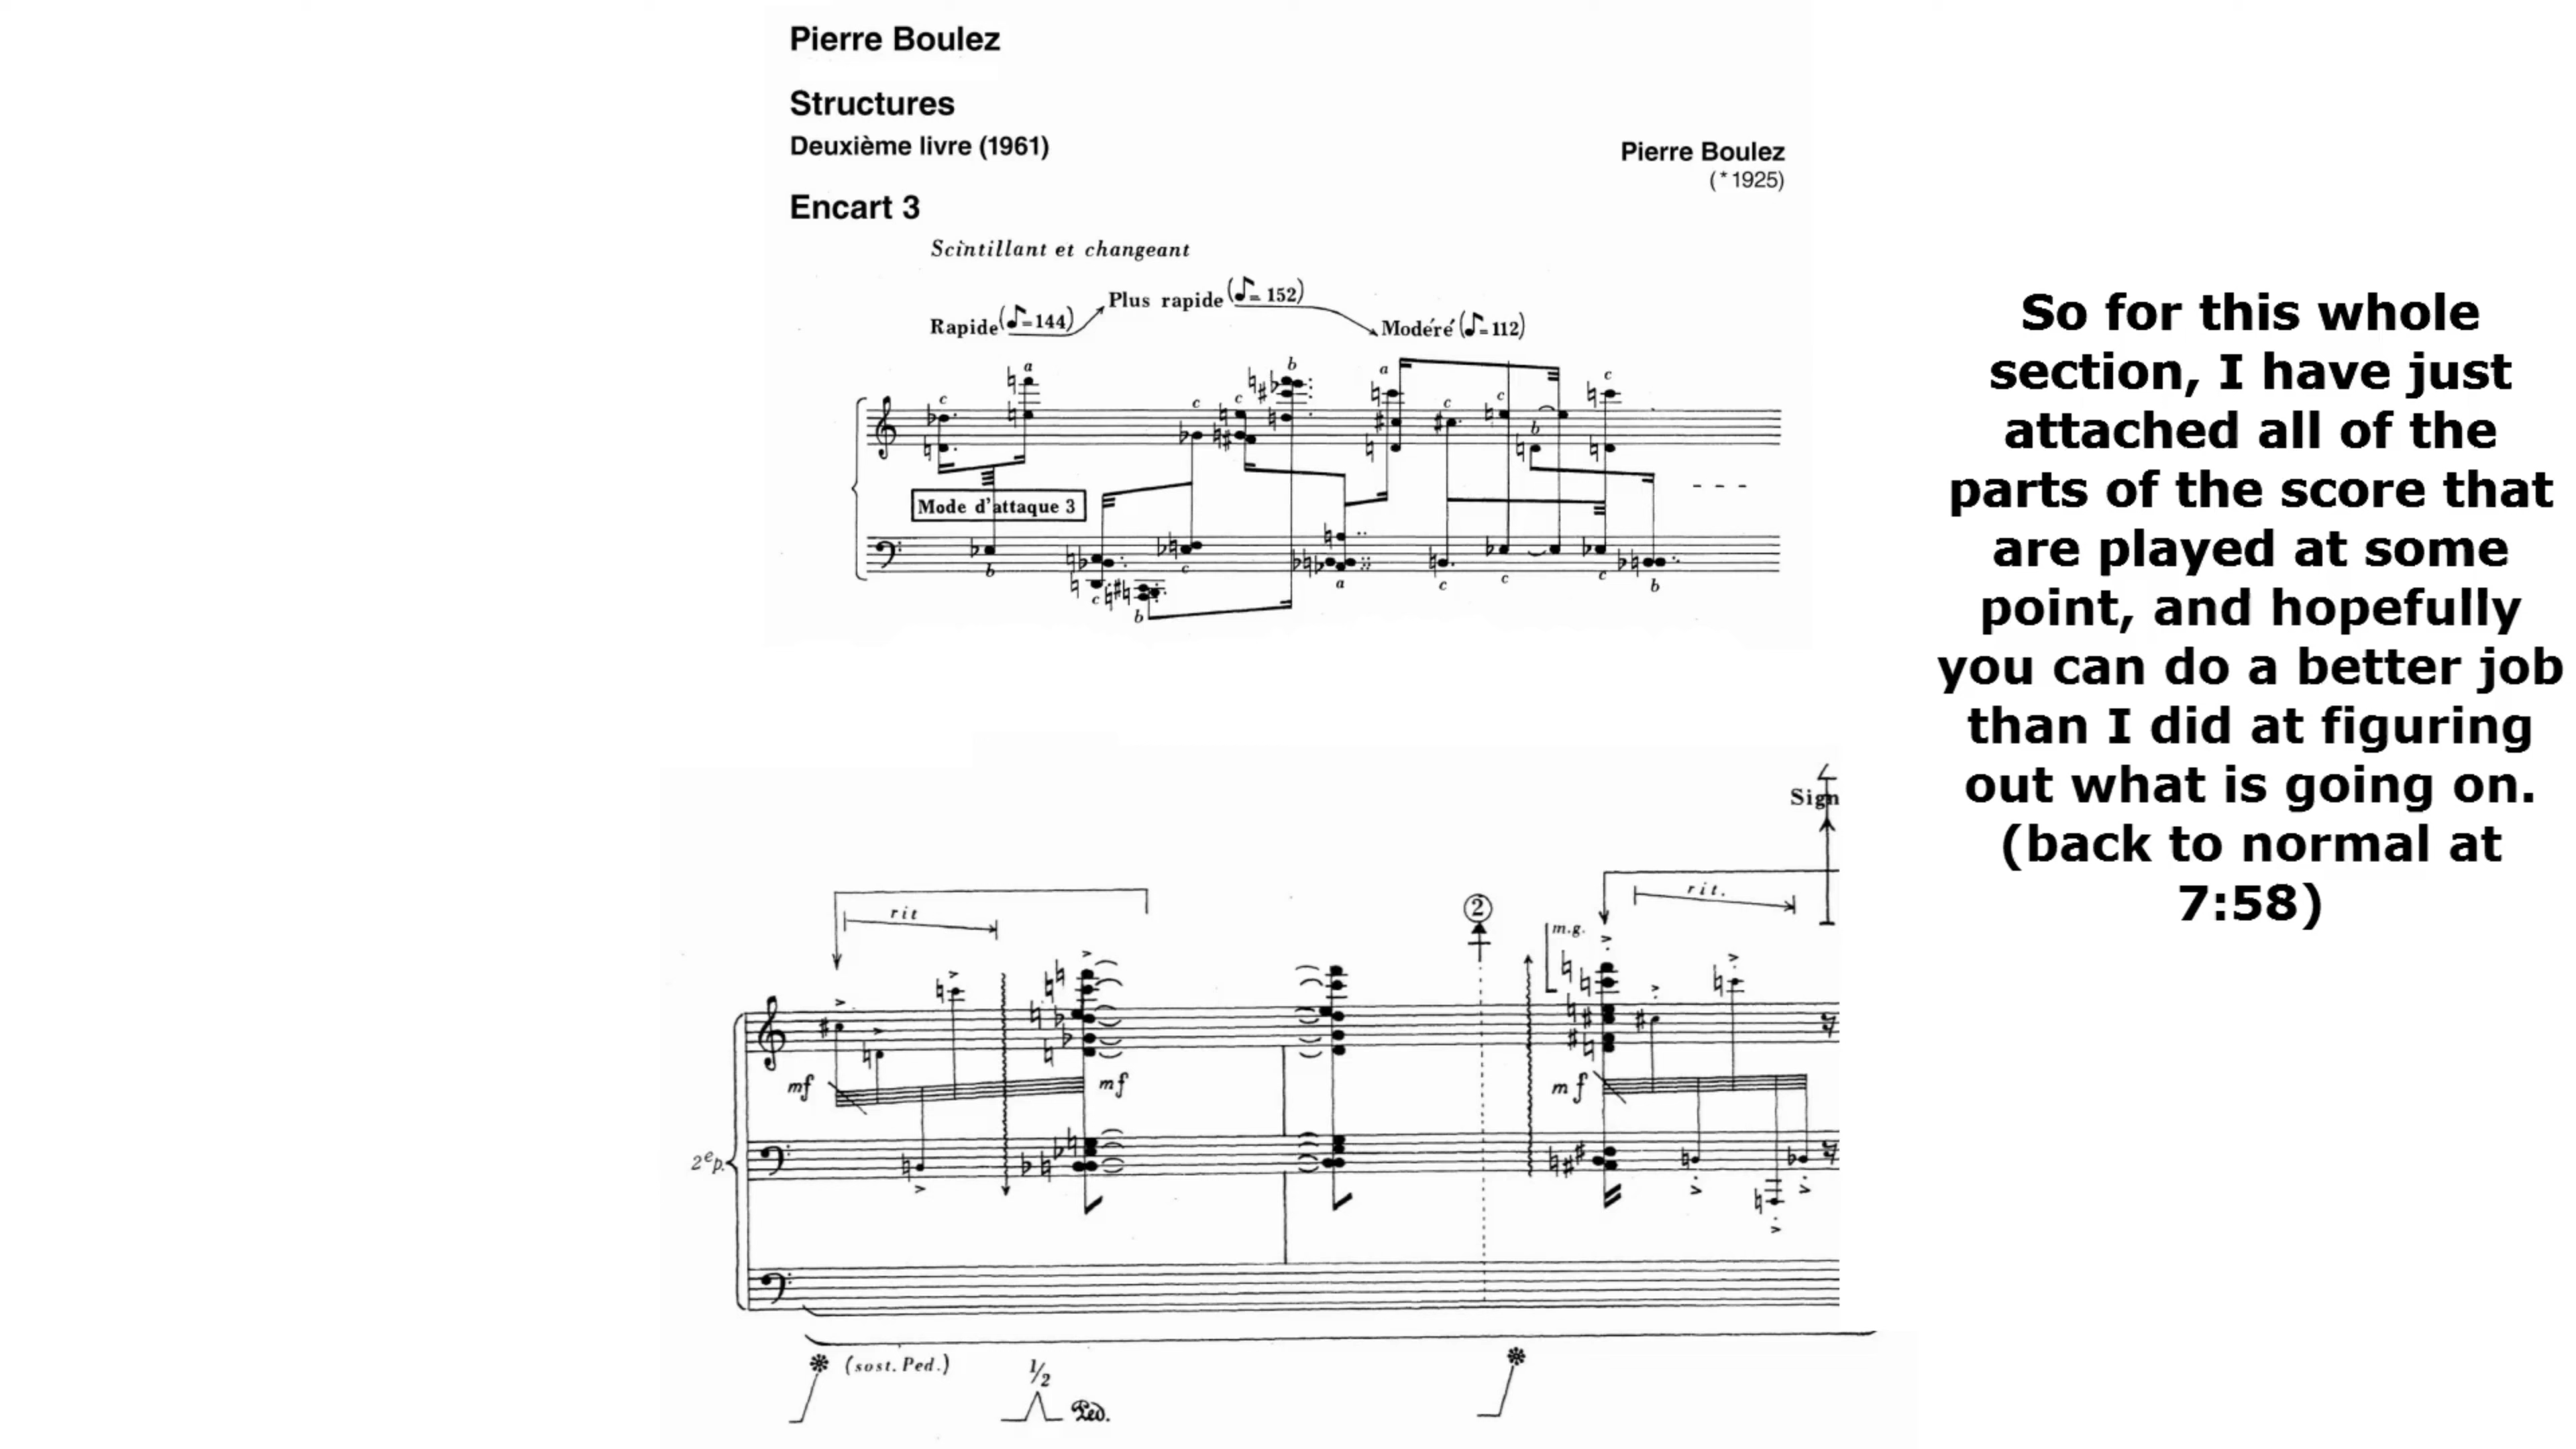 Pierre Boulez
Structures
Deuxième livre (1961)
Pierre Boulez
(*1925)
Encart 3
Scintillant et changeant
Rapide (♪=144)
Plus rapide (♪=152)
Modéré (♪=112)
c a c c b a c c b c
Mode d'attaque 3
b c b c a c c c b
So for this whole
section, I have just
attached all of the
parts of the score that
are played at some
point, and hopefully
you can do a better job
than I did at figuring
out what is going on.
(back to normal at
7:58)
Sign
rit
2
m.g.
rit.
mf
mf
mf
2e p.
(sost. Ped.)
1/2
Ped.